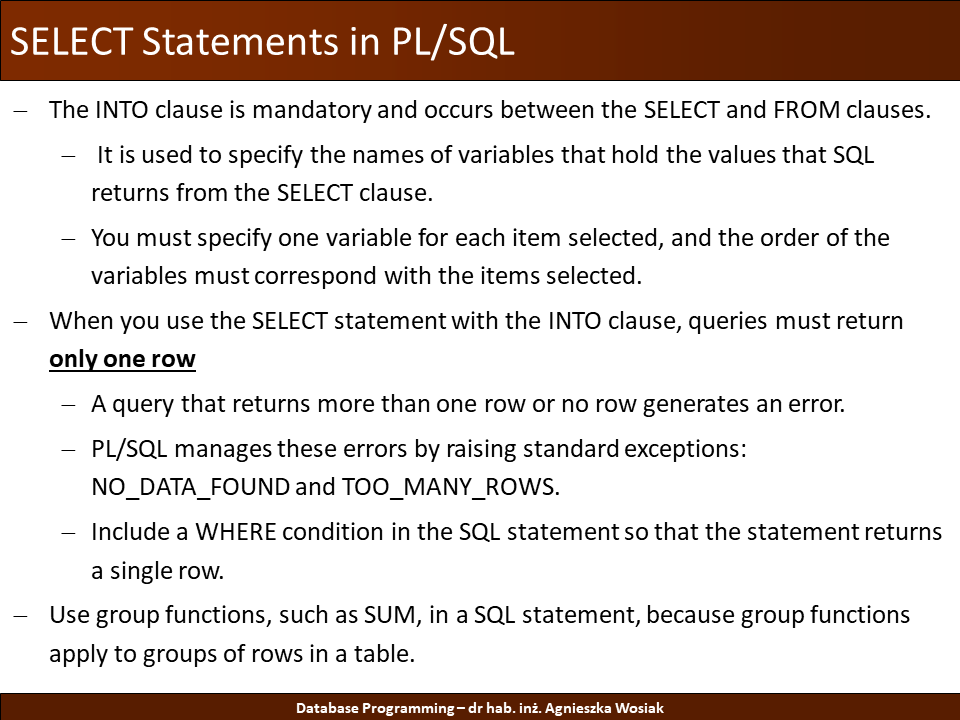 SELECT Statements in PL/SQL
– The INTO clause is mandatory and occurs between the SELECT and FROM clauses.
– It is used to specify the names of variables that hold the values that SQL
returns from the SELECT clause.
– You must specify one variable for each item selected, and the order of the
variables must correspond with the items selected.
– When you use the SELECT statement with the INTO clause, queries must return
only one row
– A query that returns more than one row or no row generates an error.
– PL/SQL manages these errors by raising standard exceptions:
NO_DATA_FOUND and TOO_MANY_ROWS.
– Include a WHERE condition in the SQL statement so that the statement returns
a single row.
– Use group functions, such as SUM, in a SQL statement, because group functions
apply to groups of rows in a table.
Database Programming – dr hab. inż. Agnieszka Wosiak